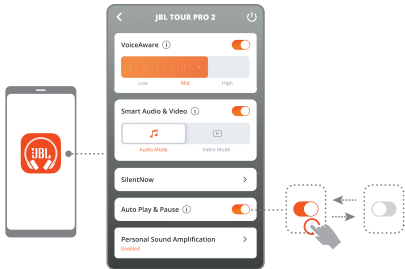 JBL TOUR PRO 2
VoiceAware i
Low Mid High
Smart Audio & Video i
Audio Mode Video Mode
SilentNow
Auto Play & Pause i
Personal Sound Amplification
Enabled
JBL